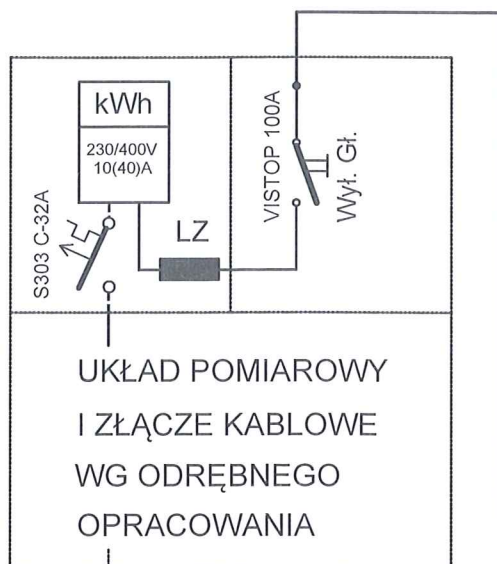 kWh
230/400V
10(40)A
S303 C-32A
LZ
VISTOP 100A
Wył. Gł.
UKŁAD POMIAROWY
I ZŁĄCZE KABLOWE
WG ODRĘBNEGO
OPRACOWANIA